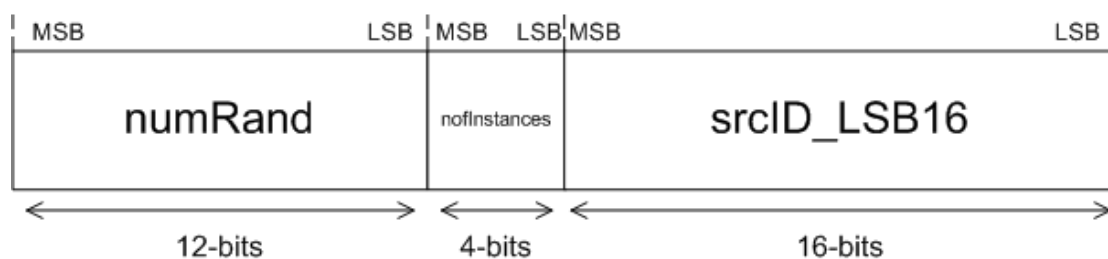 MSB LSB MSB LSB MSB LSB
numRand nofInstances srcID_LSB16
12-bits 4-bits 16-bits